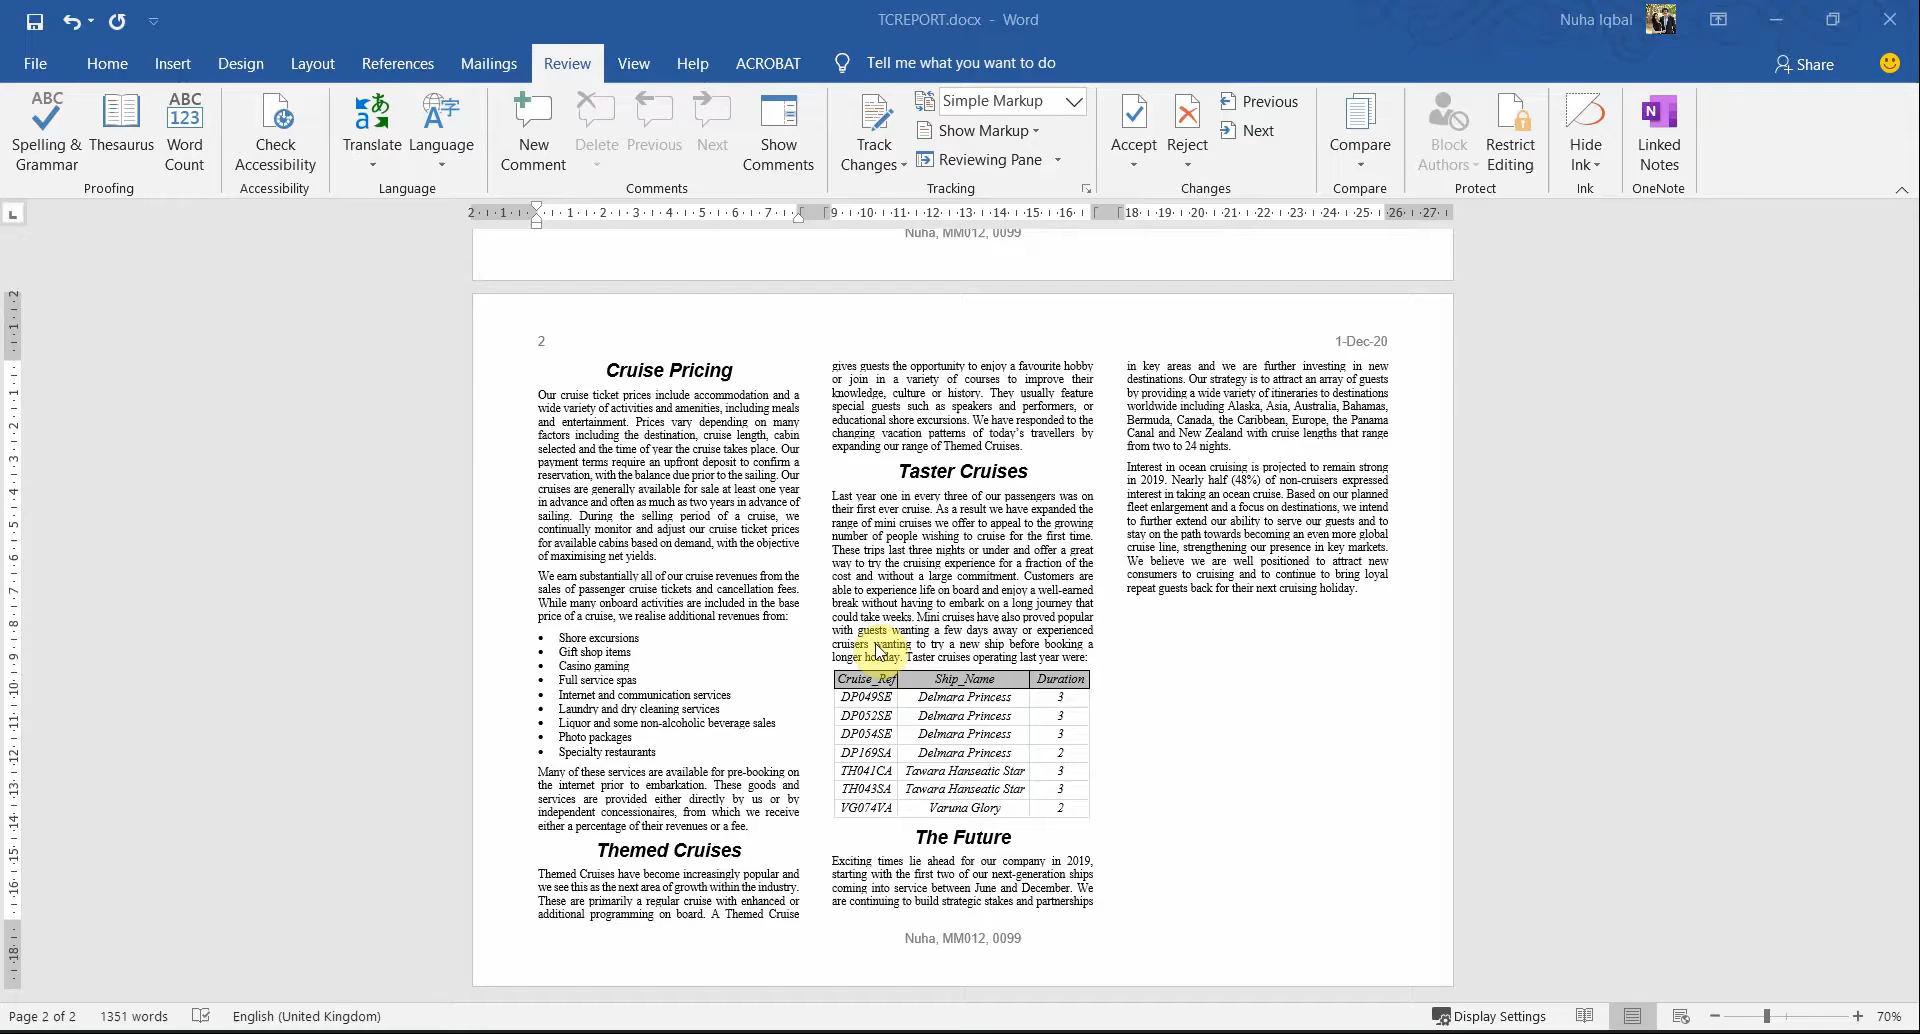 TCREPORT.docx - Word
Nuha Iqbal
File Home Insert Design Layout References Mailings Review View Help ACROBAT Tell me what you want to do
Share
ABC
Spelling & Grammar
Thesaurus
ABC
123
Word Count
Proofing
Check Accessibility
Accessibility
Translate
Language
Language
New Comment
Delete
Previous
Next
Show Comments
Comments
Track Changes
Simple Markup
Show Markup
Reviewing Pane
Tracking
Accept
Reject
Previous
Next
Changes
Compare
Compare
Block Authors
Restrict Editing
Protect
Hide Ink
Ink
Linked Notes
OneNote
2 1 1 2 3 4 5 6 7 9 10 11 12 13 14 15 16 18 19 20 21 22 23 24 25 26 27
Nuha, MM012, 0099
2
1-Dec-20
Cruise Pricing
Our cruise ticket prices include accommodation and a
wide variety of activities and amenities, including meals
and entertainment. Prices vary depending on many
factors including the destination, cruise length, cabin
selected and the time of year the cruise takes place. Our
payment terms require an upfront deposit to confirm a
reservation, with the balance due prior to the sailing. Our
cruises are generally available for sale at least one year
in advance and often as much as two years in advance of
sailing. During the selling period of a cruise, we
continually monitor and adjust our cruise ticket prices
for available cabins based on demand, with the objective
of maximising net yields.
We earn substantially all of our cruise revenues from the
sales of passenger cruise tickets and cancellation fees.
While many onboard activities are included in the base
price of a cruise, we realise additional revenues from:
• Shore excursions
• Gift shop items
• Casino gaming
• Full service spas
• Internet and communication services
• Laundry and dry cleaning services
• Liquor and some non-alcoholic beverage sales
• Photo packages
• Specialty restaurants
Many of these services are available for pre-booking on
the internet prior to embarkation. These goods and
services are provided either directly by us or by
independent concessionaires, from which we receive
either a percentage of their revenues or a fee.
Themed Cruises
Themed Cruises have become increasingly popular and
we see this as the next area of growth within the industry.
These are primarily a regular cruise with enhanced or
additional programming on board. A Themed Cruise
gives guests the opportunity to enjoy a favourite hobby
or join in a variety of courses to improve their
knowledge, culture or history. They usually feature
special guests such as speakers and performers, or
educational shore excursions. We have responded to the
changing vacation patterns of today's travellers by
expanding our range of Themed Cruises.
Taster Cruises
Last year one in every three of our passengers was on
their first ever cruise. As a result we have expanded the
range of mini cruises we offer to appeal to the growing
number of people wishing to cruise for the first time.
These trips last three nights or under and offer a great
way to try the cruising experience for a fraction of the
cost and without a large commitment. Customers are
able to experience life on board and enjoy a well-earned
break without having to embark on a long journey that
could take weeks. Mini cruises have also proved popular
with guests wanting a few days away or experienced
cruisers wanting to try a new ship before booking a
longer holiday. Taster cruises operating last year were:
Cruise_Ref Ship_Name Duration
DP049SE Delmara Princess 3
DP052SE Delmara Princess 3
DP054SE Delmara Princess 3
DP169SA Delmara Princess 2
TH041CA Tawara Hanseatic Star 3
TH043SA Tawara Hanseatic Star 3
VG074VA Varuna Glory 2
The Future
Exciting times lie ahead for our company in 2019,
starting with the first two of our next-generation ships
coming into service between June and December. We
are continuing to build strategic stakes and partnerships
in key areas and we are further investing in new
destinations. Our strategy is to attract an array of guests
by providing a wide variety of itineraries to destinations
worldwide including Alaska, Asia, Australia, Bahamas,
Bermuda, Canada, the Caribbean, Europe, the Panama
Canal and New Zealand with cruise lengths that range
from two to 24 nights.
Interest in ocean cruising is projected to remain strong
in 2019. Nearly half (48%) of non-cruisers expressed
interest in taking an ocean cruise. Based on our planned
fleet enlargement and a focus on destinations, we intend
to further extend our ability to serve our guests and to
stay on the path towards becoming an even more global
cruise line, strengthening our presence in key markets.
We believe we are well positioned to attract new
consumers to cruising and to continue to bring loyal
repeat guests back for their next cruising holiday.
Nuha, MM012, 0099
Page 2 of 2 1351 words English (United Kingdom) Display Settings 70%